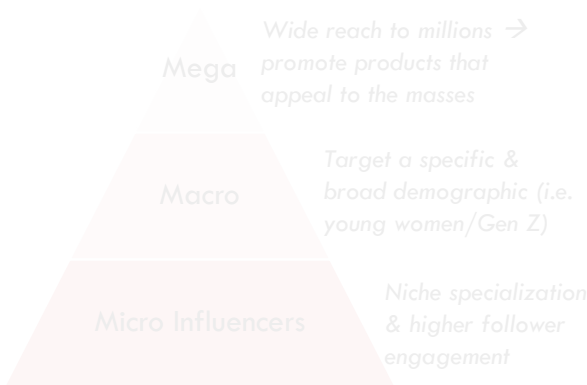 Wide reach to millions →
Mega
promote products that
appeal to the masses
Target a specific &
Macro
broad demographic (i.e.
young women/Gen Z)
Niche specialization
Micro Influencers
& higher follower
engagement